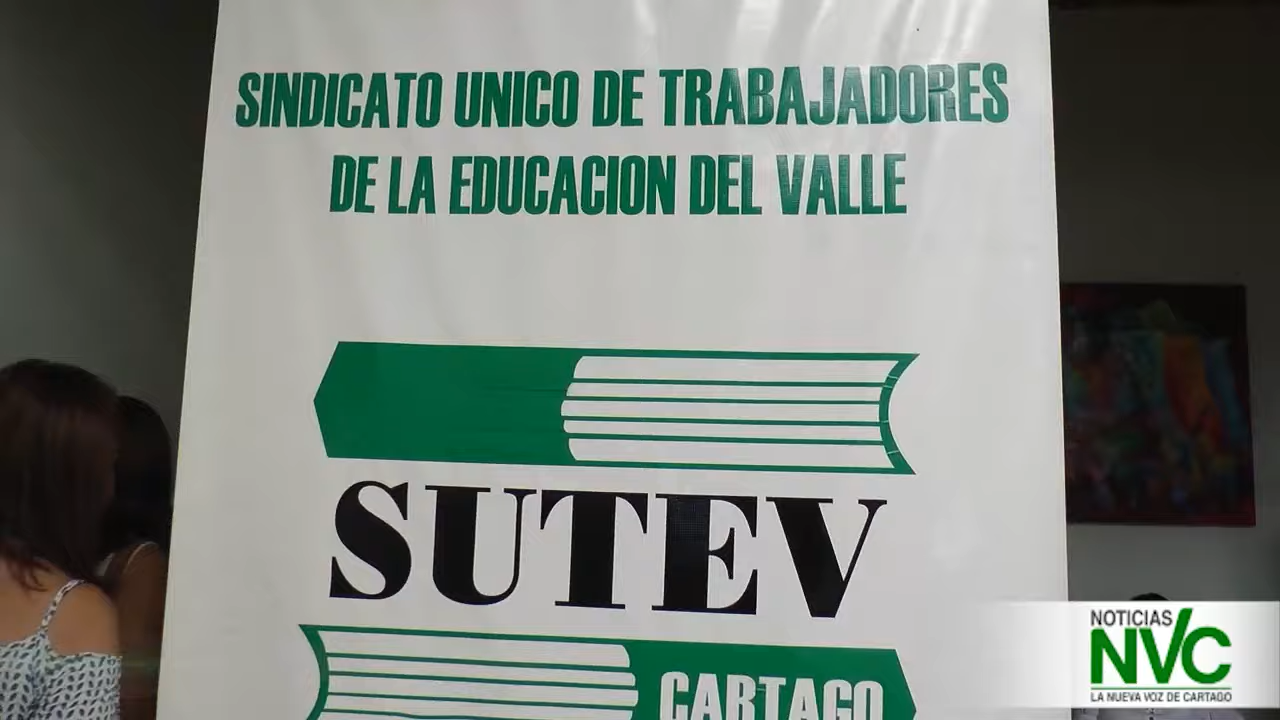 SINDICATO UNICO DE TRABAJADORES
DE LA EDUCACION DEL VALLE
SUTEV
CARTAGO
NOTICIAS
NVC
LA NUEVA VOZ DE CARTAGO